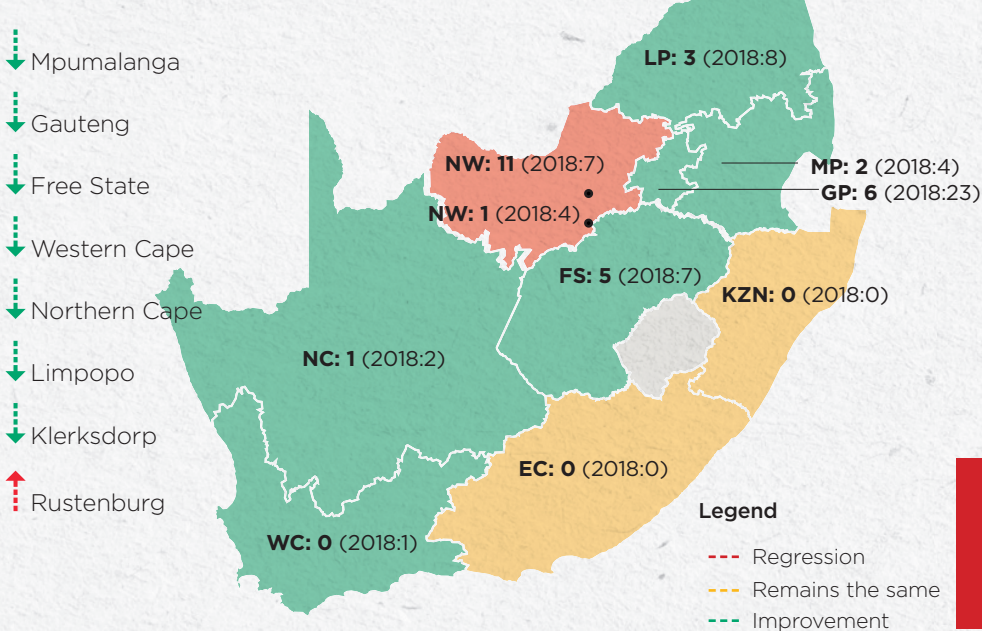 Mpumalanga
Gauteng
Free State
Western Cape
Northern Cape
Limpopo
Klerksdorp
Rustenburg
LP: 3 (2018:8)
NW: 11 (2018:7)
MP: 2 (2018:4)
GP: 6 (2018:23)
NW: 1 (2018:4)
FS: 5 (2018:7)
KZN: 0 (2018:0)
NC: 1 (2018:2)
EC: 0 (2018:0)
WC: 0 (2018:1)
Legend
Regression
Remains the same
Improvement